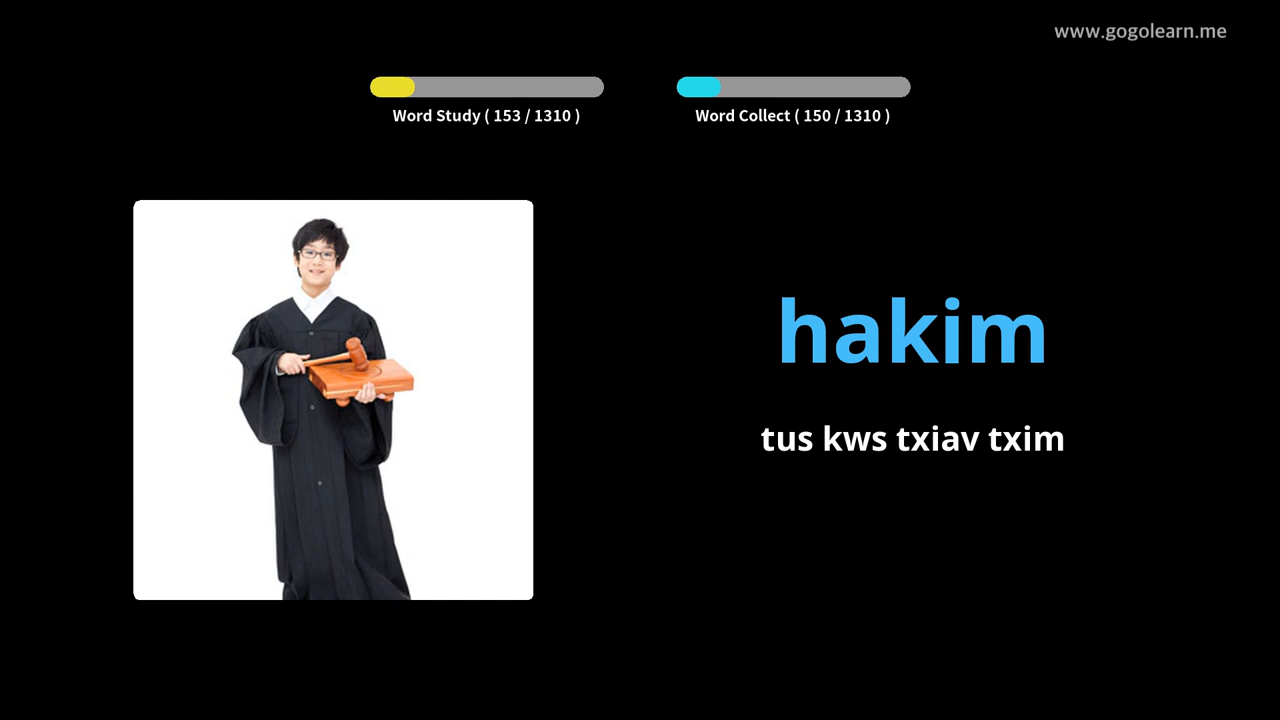 www.gogolearn.me
Word Study ( 153 / 1310 )
Word Collect ( 150 / 1310 )
hakim
tus kws txiav txim